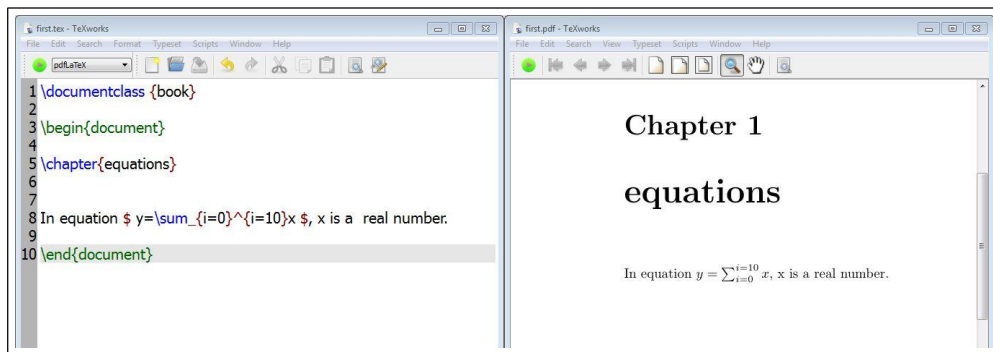 first.tex - TeXworks
File Edit Search Format Typeset Scripts Window Help
pdfLaTeX
1 \documentclass {book}
2
3 \begin{document}
4
5 \chapter{equations}
6
7
8 In equation $ y=\sum_{i=0}^{i=10}x $, x is a  real number.
9
10 \end{document}
first.pdf - TeXworks
File Edit Search View Typeset Scripts Window Help
Chapter 1
equations
In equation y = ∑_{i=0}^{i=10} x, x is a real number.